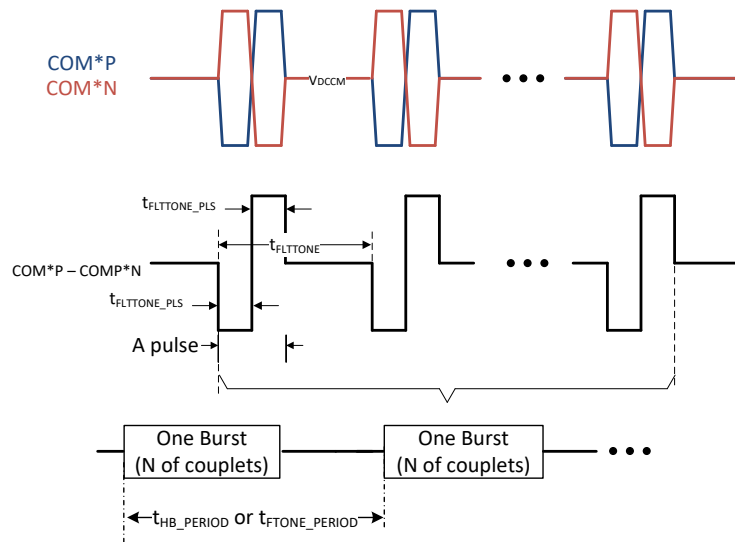 COM*P
COM*N
VDCCM
tFLTTONE_PLS
tFLTTONE
COM*P – COMP*N
tFLTTONE_PLS
A pulse
One Burst
(N of couplets)
One Burst
(N of couplets)
tHB_PERIOD or tFTONE_PERIOD